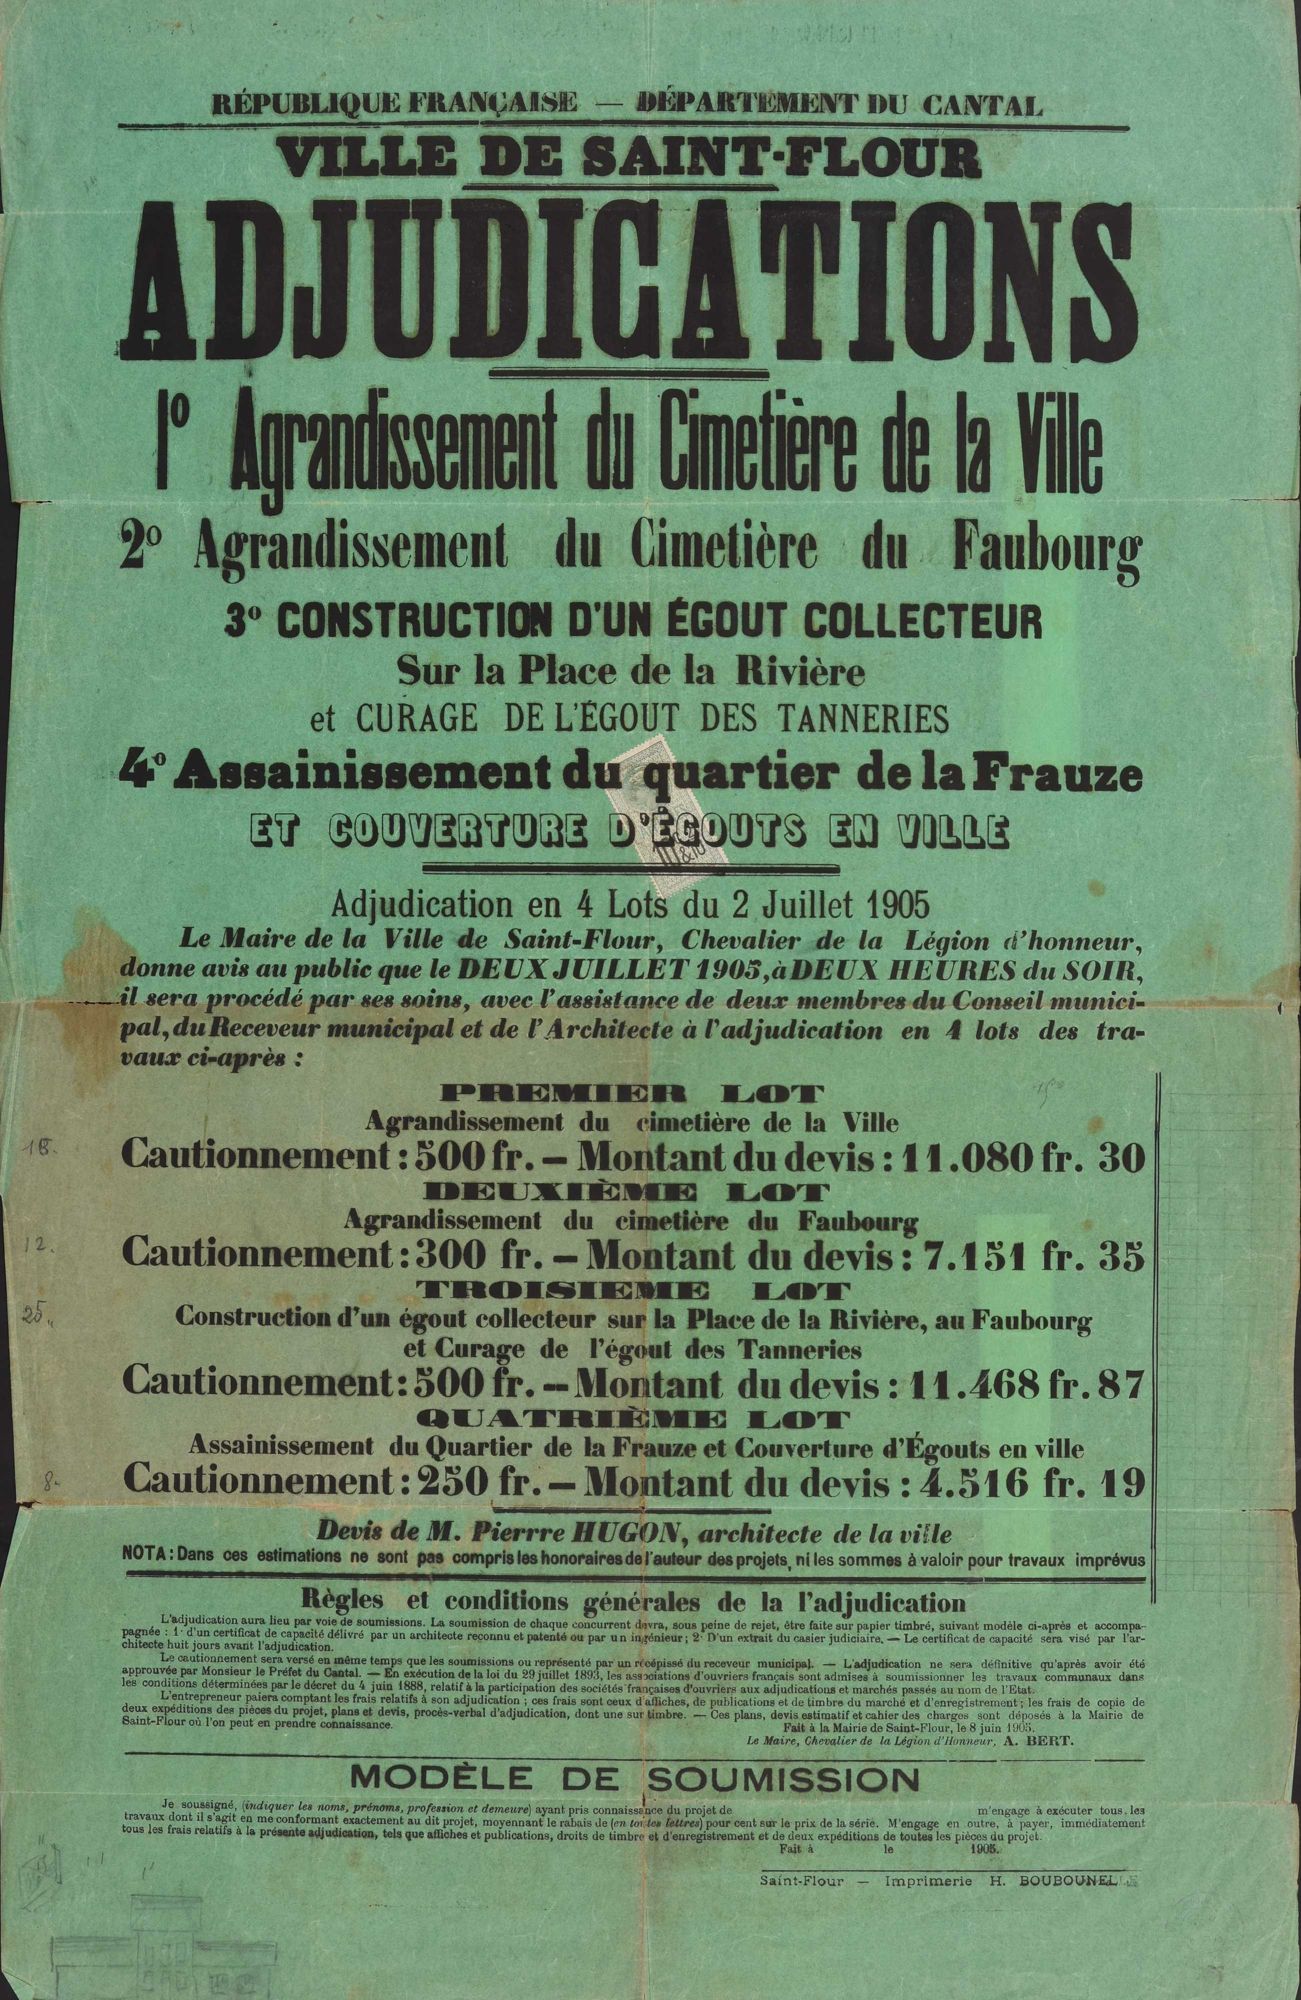 RÉPUBLIQUE FRANÇAISE — DÉPARTEMENT DU CANTAL
VILLE DE SAINT-FLOUR
ADJUDICATIONS
1º Agrandissement du Cimetière de la Ville
2º Agrandissement du Cimetière du Faubourg
3º CONSTRUCTION D'UN ÉGOUT COLLECTEUR
Sur la Place de la Rivière
et CURAGE DE L'ÉGOUT DES TANNERIES
4º Assainissement du quartier de la Frauze
ET COUVERTURE D'ÉGOUTS EN VILLE
Adjudication en 4 Lots du 2 Juillet 1905
Le Maire de la Ville de Saint-Flour, Chevalier de la Légion d'honneur,
donne avis au public que le DEUX JUILLET 1905, à DEUX HEURES du SOIR,
il sera procédé par ses soins, avec l'assistance de deux membres du Conseil munici-
pal, du Receveur municipal et de l'Architecte à l'adjudication en 4 lots des tra-
vaux ci-après :
PREMIER LOT
Agrandissement du cimetière de la Ville
18.
Cautionnement : 500 fr. — Montant du devis : 11.080 fr. 30
DEUXIÈME LOT
Agrandissement du cimetière du Faubourg
12.
Cautionnement : 300 fr. — Montant du devis : 7.151 fr. 35
TROISIEME LOT
25
Construction d'un égout collecteur sur la Place de la Rivière, au Faubourg
et Curage de l'égout des Tanneries
Cautionnement : 500 fr. — Montant du devis : 11.468 fr. 87
QUATRIÈME LOT
Assainissement du Quartier de la Frauze et Couverture d'Égouts en ville
8.
Cautionnement : 250 fr. — Montant du devis : 4.516 fr. 19
Devis de M. Pierrre HUGON, architecte de la ville
NOTA : Dans ces estimations ne sont pas compris les honoraires de l'auteur des projets, ni les sommes à valoir pour travaux imprévus
Règles et conditions générales de la l'adjudication
L'adjudication aura lieu par voie de soumissions. La soumission de chaque concurrent devra, sous peine de rejet, être faite sur papier timbré, suivant modèle ci-après et accompa-
pagnée : 1º d'un certificat de capacité délivré par un architecte reconnu et patenté ou par un ingénieur ; 2º D'un extrait du casier judiciaire. — Le certificat de capacité sera visé par l'ar-
chitecte huit jours avant l'adjudication.
Le cautionnement sera versé en même temps que les soumissions ou représenté par un récépissé du receveur municipal. — L'adjudication ne sera définitive qu'après avoir été
approuvée par Monsieur le Préfet du Cantal. — En exécution de la loi du 29 juillet 1893, les associations d'ouvriers français sont admises à soumissionner les travaux communaux dans
les conditions déterminées par le décret du 4 juin 1888, relatif à la participation des sociétés françaises d'ouvriers aux adjudications et marchés passés au nom de l'Etat.
L'entrepreneur paiera comptant les frais relatifs à son adjudication ; ces frais sont ceux d'affiches, de publications et de timbre du marché et d'enregistrement ; les frais de copie de
deux expéditions des pièces du projet, plans et devis, procès-verbal d'adjudication, dont une sur timbre. — Ces plans, devis estimatif et cahier des charges sont déposés à la Mairie de
Saint-Flour où l'on peut en prendre connaissance.
Fait à la Mairie de Saint-Flour, le 8 juin 1905.
Le Maire, Chevalier de la Légion d'Honneur, A. BERT.
MODÈLE DE SOUMISSION
Je soussigné, (indiquer les noms, prénoms, profession et demeure) ayant pris connaissance du projet de m'engage à exécuter tous les
travaux dont il s'agit en me conformant exactement au dit projet, moyennant le rabais de (en toutes lettres) pour cent sur le prix de la série. M'engage en outre, à payer, immédiatement
tous les frais relatifs à la présente adjudication, tels que affiches et publications, droits de timbre et d'enregistrement et de deux expéditions de toutes les pièces du projet.
Fait à le 1905.
Saint-Flour — Imprimerie H. BOUBOUNELLE